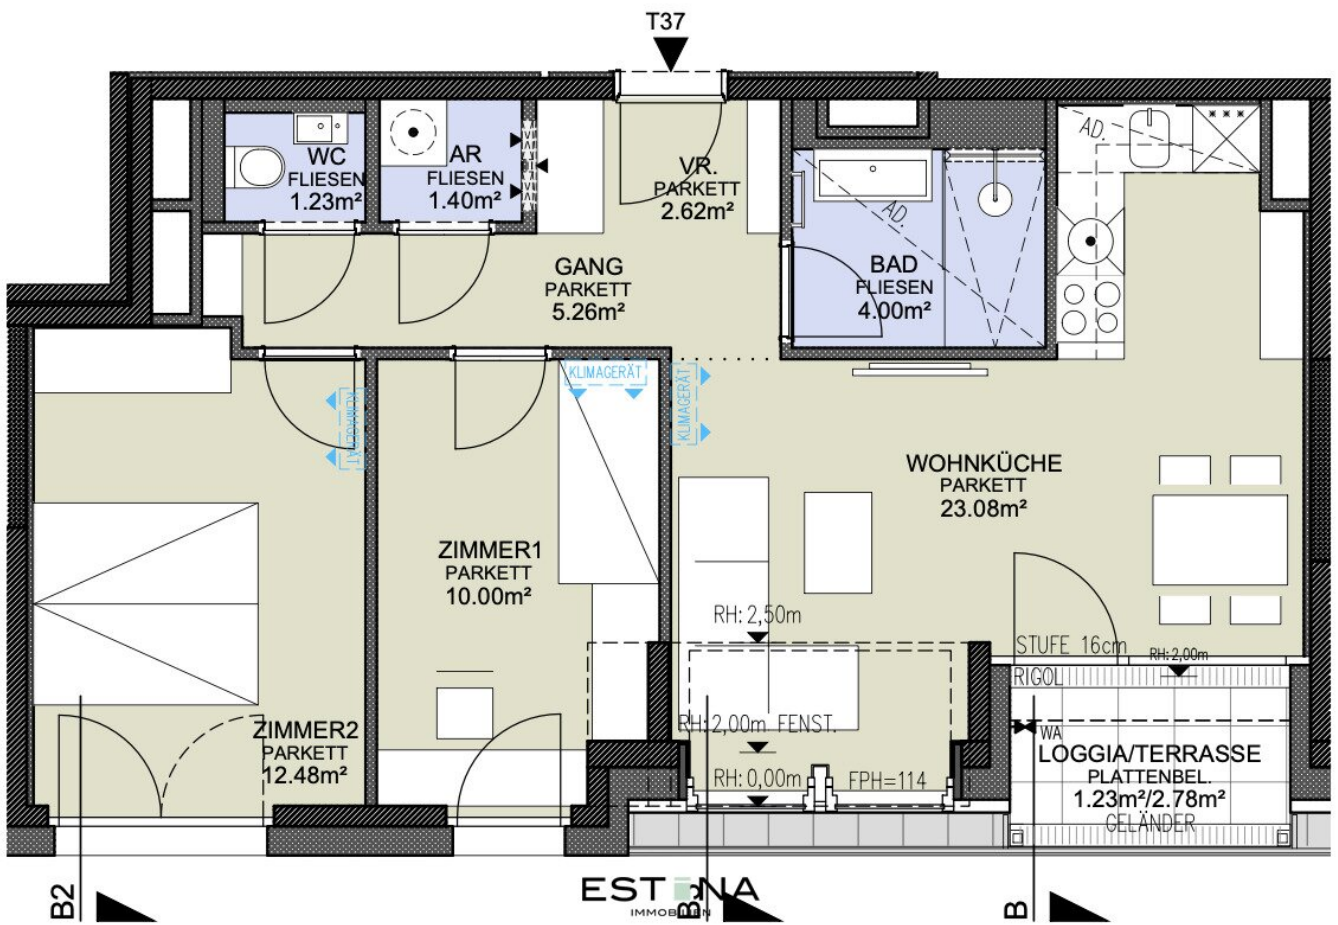 T37
WC
FLIESEN
1.23m²
AR
FLIESEN
1.40m²
VR.
PARKETT
2.62m²
AD.
AD.
GANG
PARKETT
5.26m²
BAD
FLIESEN
4.00m²
KLIMAGERÄT
KLIMAGERÄT
KLIMAGERÄT
WOHNKÜCHE
PARKETT
23.08m²
ZIMMER1
PARKETT
10.00m²
RH: 2,50m
STUFE 16cm
RH: 2,00m
RIGOL
ZIMMER2
PARKETT
12.48m²
RH: 2,00m FENST.
WA
LOGGIA/TERRASSE
PLATTENBEL.
1.23m²/2.78m²
GELÄNDER
RH: 0,00m
FPH=114
B2
B
ESTINA
IMMOBILIEN